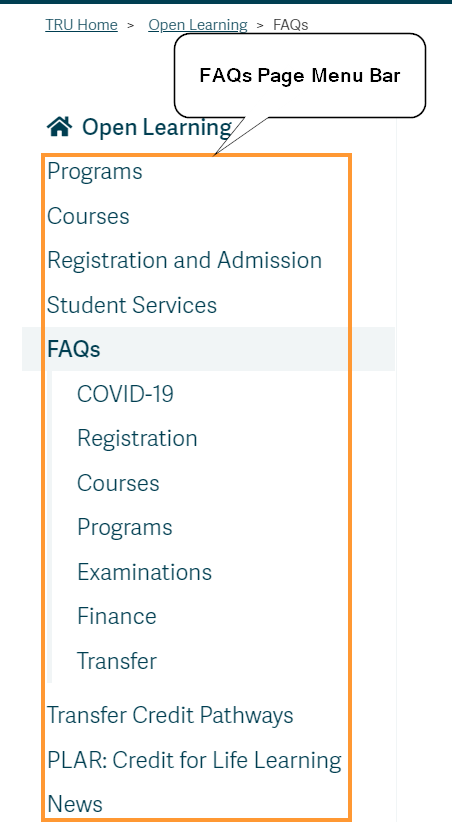 TRU Home > Open Learning > FAQs
FAQs Page Menu Bar
Open Learning
Programs
Courses
Registration and Admission
Student Services
FAQs
COVID-19
Registration
Courses
Programs
Examinations
Finance
Transfer
Transfer Credit Pathways
PLAR: Credit for Life Learning
News